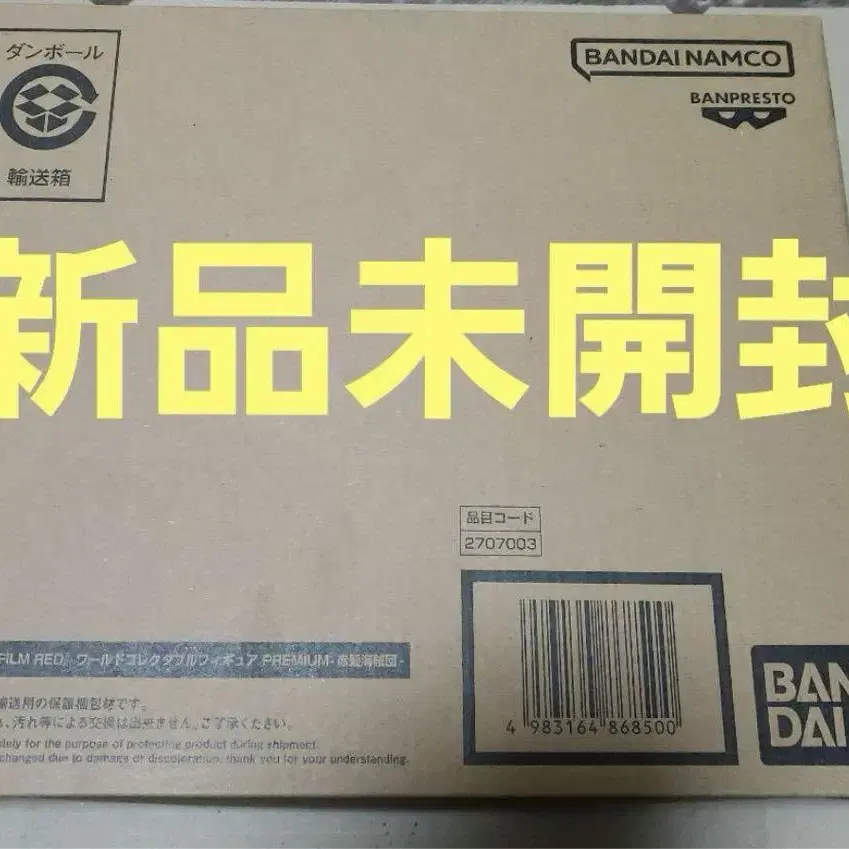 ダンボール
輸送箱
BANDAI NAMCO
BANPRESTO
新品未開封
品目コード
2707003
FILM RED』ワールドコレクタブルフィギュア PREMIUM-赤髪海賊団-
輸送用の保護梱包材です。
汚れ等による交換は出来ません。ご了承ください。
4 983164 868500
BAN
DAI
for the purpose of protecting product during shipment.
changed due to damage or discoloration, thank you for your understanding.